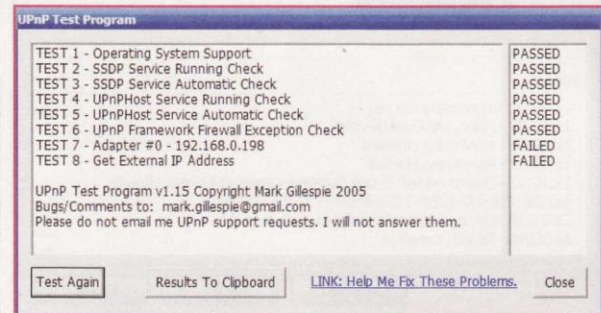 UPnP Test Program
TEST 1 - Operating System Support PASSED
TEST 2 - SSDP Service Running Check PASSED
TEST 3 - SSDP Service Automatic Check PASSED
TEST 4 - UPnPHost Service Running Check PASSED
TEST 5 - UPnPHost Service Automatic Check PASSED
TEST 6 - UPnP Framework Firewall Exception Check PASSED
TEST 7 - Adapter #0 - 192.168.0.198 FAILED
TEST 8 - Get External IP Address FAILED
UPnP Test Program v1.15 Copyright Mark Gillespie 2005
Bugs/Comments to: mark.gillespie@gmail.com
Please do not email me UPnP support requests. I will not answer them.
Test Again Results To Clipboard LINK: Help Me Fix These Problems. Close